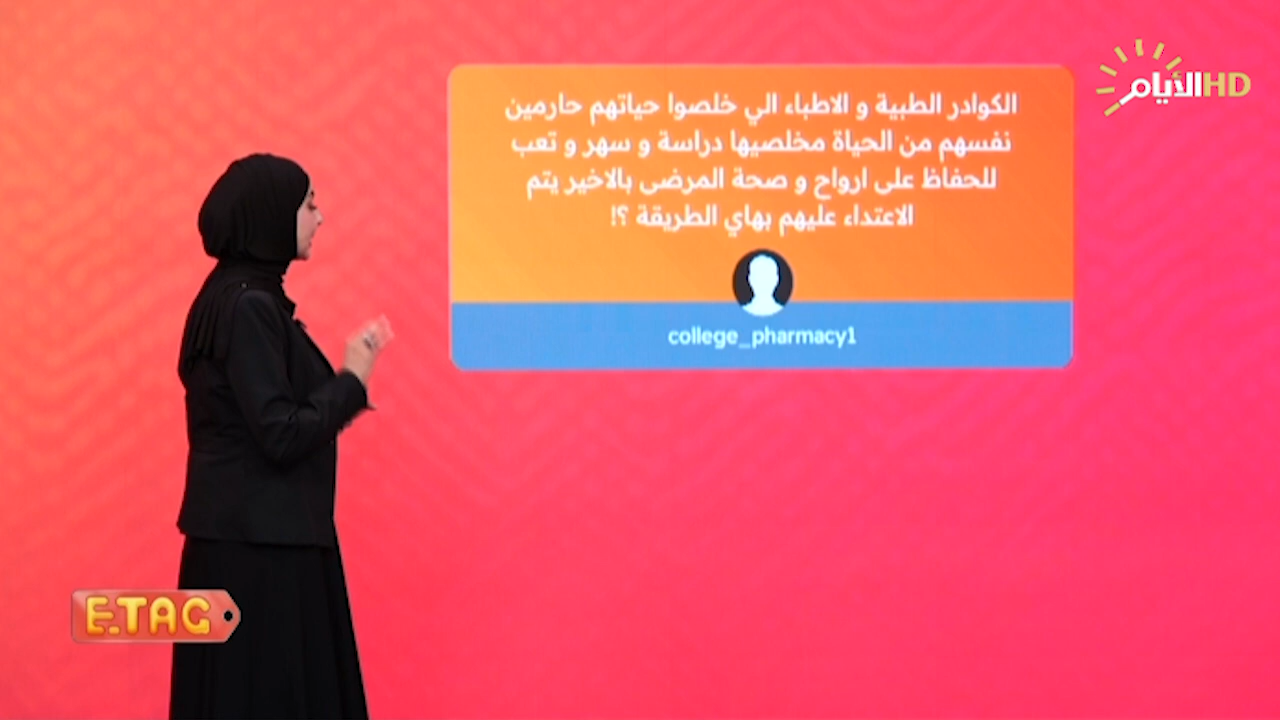 الأيام HD
الكوادر الطبية و الاطباء الي خلصوا حياتهم حارمين
نفسهم من الحياة مخلصيها دراسة و سهر و تعب
للحفاظ على ارواح و صحة المرضى بالاخير يتم
الاعتداء عليهم بهاي الطريقة ؟!
college_pharmacy1
E.TAG